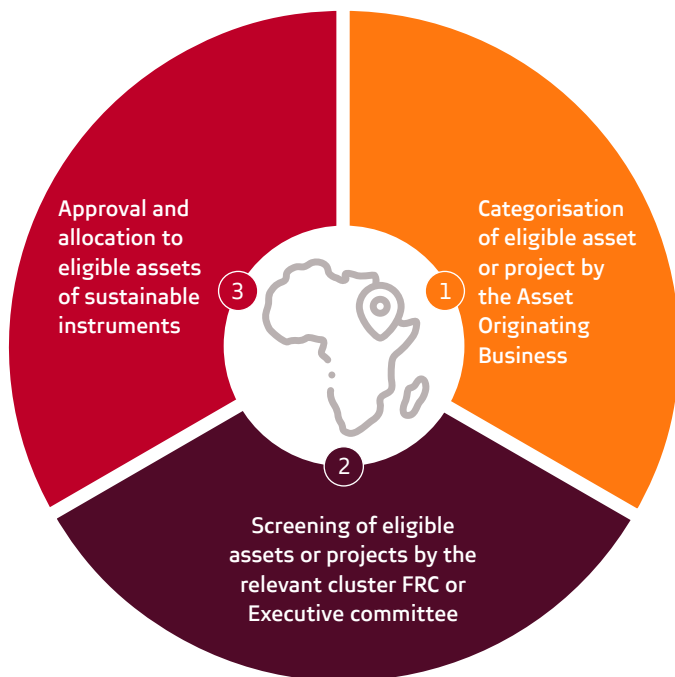 1
Categorisation
of eligible asset
or project by
the Asset
Originating
Business
2
Screening of eligible
assets or projects by the
relevant cluster FRC or
Executive committee
3
Approval and
allocation to
eligible assets
of sustainable
instruments